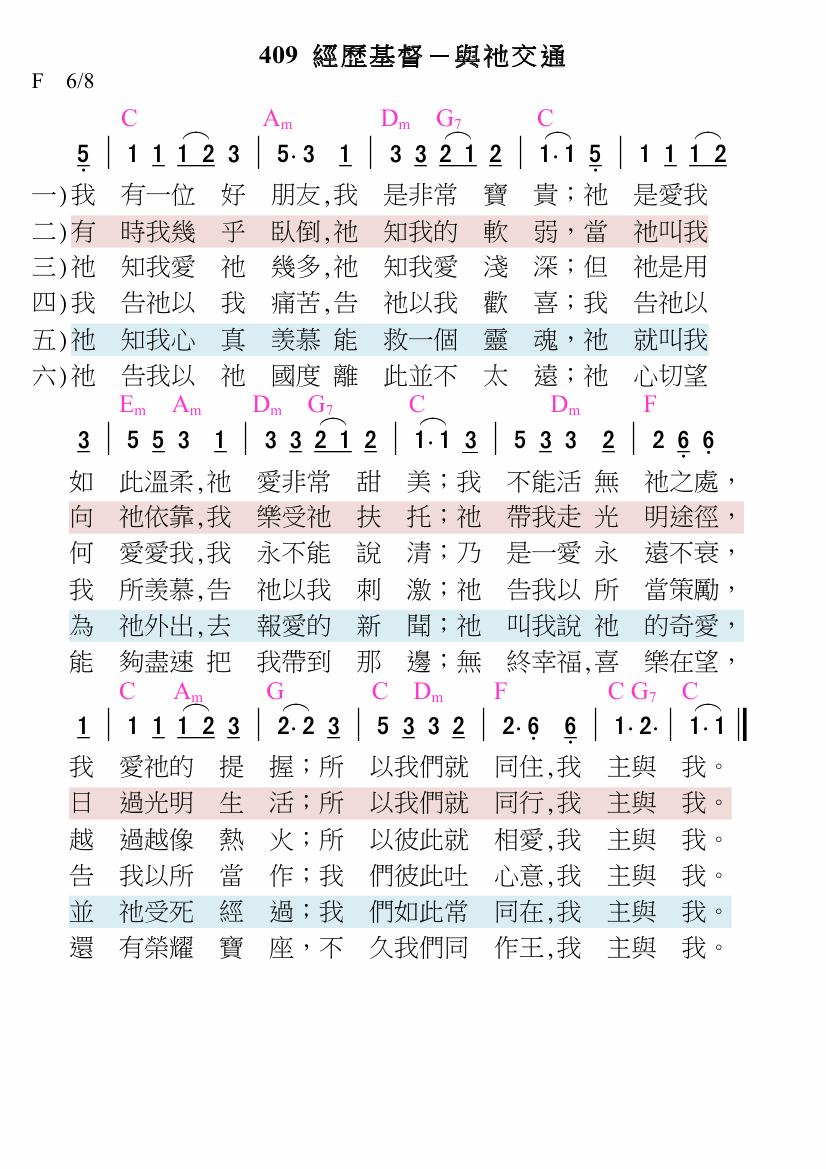 409 經歷基督－與祂交通
F 6/8
C Am Dm G7 C
5 | 1 1 1 2 3 | 5· 3 1 | 3 3 2 1 2 | 1· 1 5 | 1 1 1 2
一)我 有一位 好 朋友,我 是非常 寶 貴；祂 是愛我
二)有 時我幾 乎 臥倒,祂 知我的 軟 弱，當 祂叫我
三)祂 知我愛 祂 幾多,祂 知我愛 淺 深；但 祂是用
四)我 告祂以 我 痛苦,告 祂以我 歡 喜；我 告祂以
五)祂 知我心 真 羨慕 能 救一個 靈 魂，祂 就叫我
六)祂 告我以 祂 國度 離 此並不 太 遠；祂 心切望
Em Am Dm G7 C Dm F
3 | 5 5 3 1 | 3 3 2 1 2 | 1· 1 3 | 5 3 3 2 | 2 6 6
如 此溫柔,祂 愛非常 甜 美；我 不能活 無 祂之處，
向 祂依靠,我 樂受祂 扶 托；祂 帶我走 光 明途徑，
何 愛愛我,我 永不能 說 清；乃 是一愛 永 遠不衰，
我 所羨慕,告 祂以我 刺 激；祂 告我以 所 當策勵，
為 祂外出,去 報愛的 新 聞；祂 叫我說 祂 的奇愛，
能 夠盡速 把 我帶到 那 邊；無 終幸福,喜 樂在望，
C Am G C Dm F C G7 C
1 | 1 1 1 2 3 | 2· 2 3 | 5 3 3 2 | 2· 6 6 | 1· 2· | 1· 1 ‖
我 愛祂的 提 握；所 以我們就 同住,我 主與 我。
日 過光明 生 活；所 以我們就 同行,我 主與 我。
越 過越像 熱 火；所 以彼此就 相愛,我 主與 我。
告 我以所 當 作；我 們彼此吐 心意,我 主與 我。
並 祂受死 經 過；我 們如此常 同在,我 主與 我。
還 有榮耀 寶 座，不 久我們同 作王,我 主與 我。